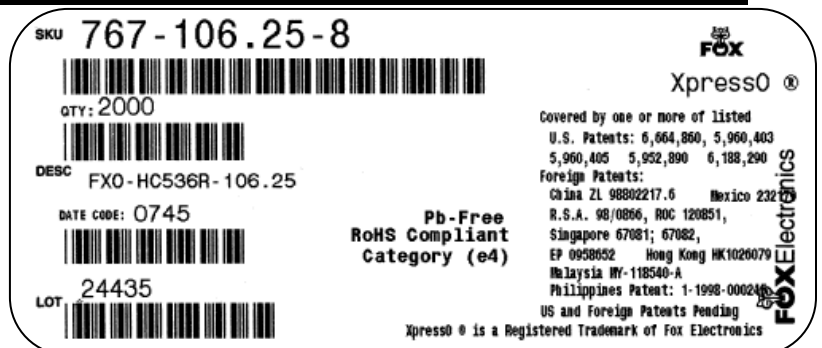 SKU 767-106.25-8
QTY: 2000
DESC FXO-HC536R-106.25
DATE CODE: 0745
LOT 24435
Pb-Free
RoHS Compliant
Category (e4)
FOX
XpressO ®
Covered by one or more of listed
U.S. Patents: 6,664,860, 5,960,403
5,960,405 5,952,890 6,188,290
Foreign Patents:
China ZL 98802217.6 Mexico
R.S.A. 98/0866, ROC 120851,
Singapore 67081; 67082,
EP 0958652 Hong Kong HK1026079
Malaysia MY-118540-A
Philippines Patent:
US and Foreign Patents Pending
XpressO ® is a Registered Trademark of Fox Electronics
FOXElectronics